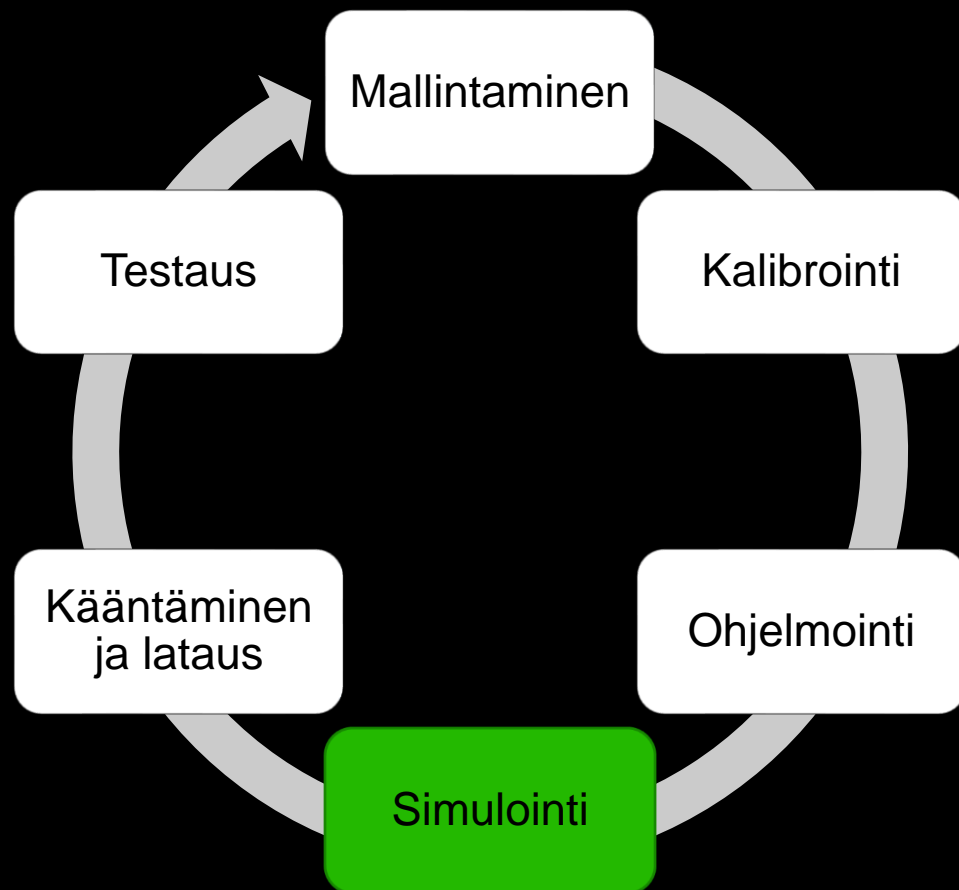 Mallintaminen
Kalibrointi
Ohjelmointi
Simulointi
Kääntäminen
ja lataus
Testaus